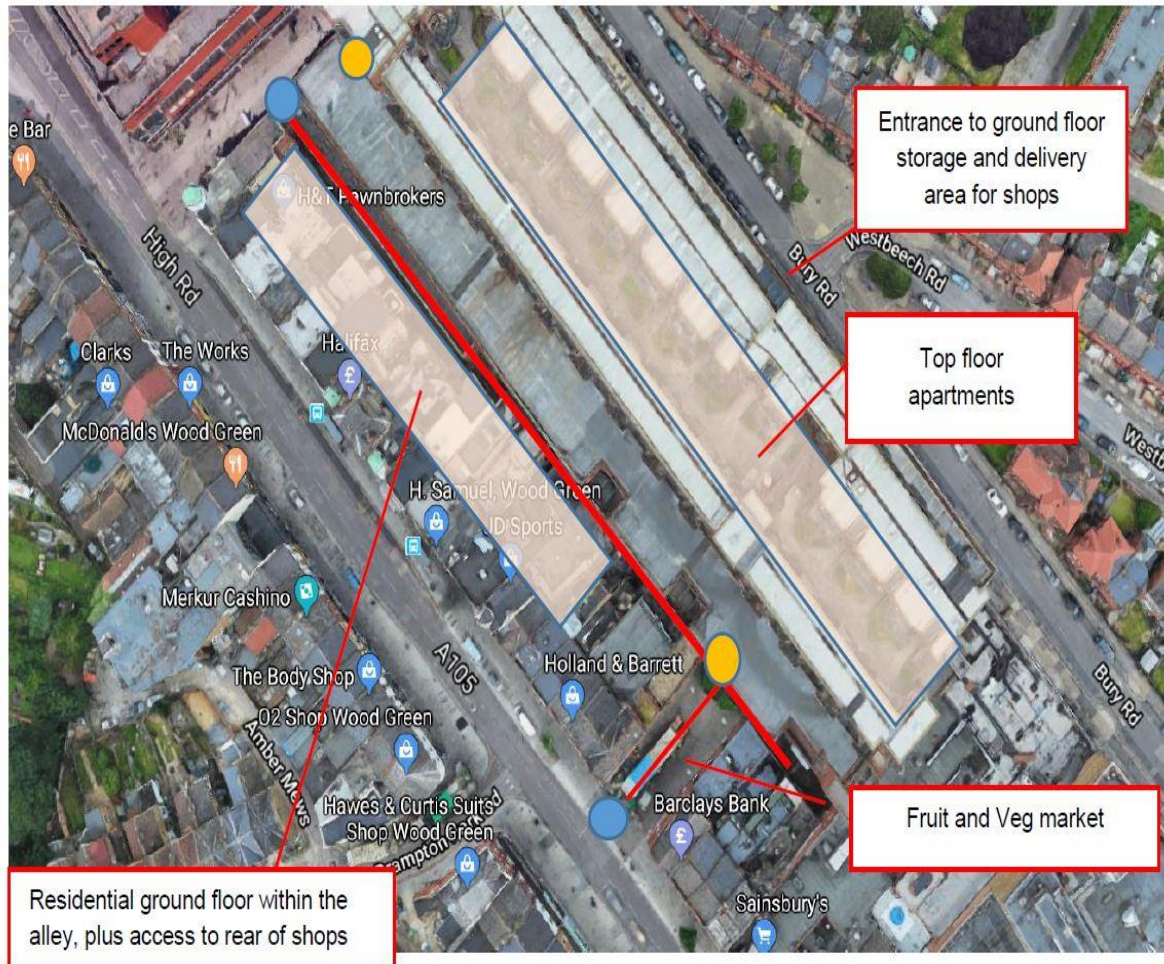 e Bar
H&T Pawnbrokers
High Rd
Clarks
The Works
Halifax
£
McDonald's Wood Green
H. Samuel, Wood Green
JD Sports
Merkur Cashino
A105
Holland & Barrett
The Body Shop
O2 Shop Wood Green
Amber Mews
Hawes & Curtis Suits
Shop Wood Green
Barclays Bank
£
Sainsbury's
Bury Rd
Westbeech Rd
Westb
Bury Rd
Entrance to ground floor
storage and delivery
area for shops
Top floor
apartments
Fruit and Veg market
Residential ground floor within the
alley, plus access to rear of shops